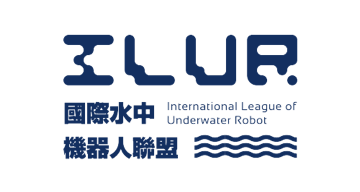 ILUR
國際水中 International League of
Underwater Robot
機器人聯盟